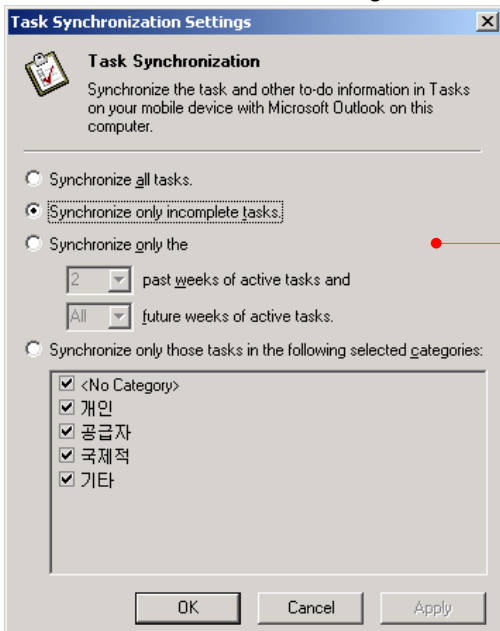 Task Synchronization Settings
Task Synchronization
Synchronize the task and other to-do information in Tasks
on your mobile device with Microsoft Outlook on this
computer.
Synchronize all tasks.
Synchronize only incomplete tasks.
Synchronize only the
2 past weeks of active tasks and
All future weeks of active tasks.
Synchronize only those tasks in the following selected categories:
<No Category>
개인
공급자
국제적
기타
OK Cancel Apply